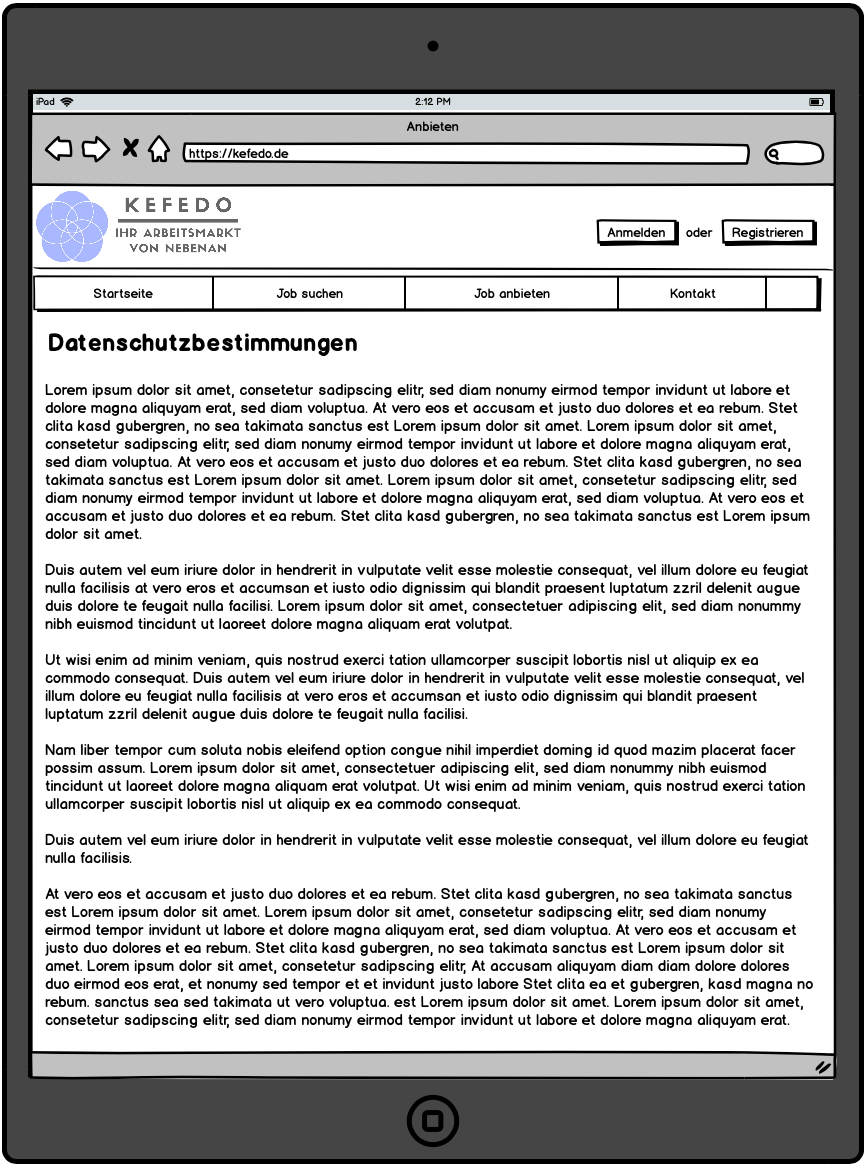 iPad
2:12 PM
Anbieten
https://kefedo.de
KEFEDO
IHR ARBEITSMARKT
VON NEBENAN
Anmelden oder Registrieren
Startseite Job suchen Job anbieten Kontakt
Datenschutzbestimmungen
Lorem ipsum dolor sit amet, consetetur sadipscing elitr, sed diam nonumy eirmod tempor invidunt ut labore et
dolore magna aliquyam erat, sed diam voluptua. At vero eos et accusam et justo duo dolores et ea rebum. Stet
clita kasd gubergren, no sea takimata sanctus est Lorem ipsum dolor sit amet. Lorem ipsum dolor sit amet,
consetetur sadipscing elitr, sed diam nonumy eirmod tempor invidunt ut labore et dolore magna aliquyam erat,
sed diam voluptua. At vero eos et accusam et justo duo dolores et ea rebum. Stet clita kasd gubergren, no sea
takimata sanctus est Lorem ipsum dolor sit amet. Lorem ipsum dolor sit amet, consetetur sadipscing elitr, sed
diam nonumy eirmod tempor invidunt ut labore et dolore magna aliquyam erat, sed diam voluptua. At vero eos et
accusam et justo duo dolores et ea rebum. Stet clita kasd gubergren, no sea takimata sanctus est Lorem ipsum
dolor sit amet.
Duis autem vel eum iriure dolor in hendrerit in vulputate velit esse molestie consequat, vel illum dolore eu feugiat
nulla facilisis at vero eros et accumsan et iusto odio dignissim qui blandit praesent luptatum zzril delenit augue
duis dolore te feugait nulla facilisi. Lorem ipsum dolor sit amet, consectetuer adipiscing elit, sed diam nonummy
nibh euismod tincidunt ut laoreet dolore magna aliquam erat volutpat.
Ut wisi enim ad minim veniam, quis nostrud exerci tation ullamcorper suscipit lobortis nisl ut aliquip ex ea
commodo consequat. Duis autem vel eum iriure dolor in hendrerit in vulputate velit esse molestie consequat, vel
illum dolore eu feugiat nulla facilisis at vero eros et accumsan et iusto odio dignissim qui blandit praesent
luptatum zzril delenit augue duis dolore te feugait nulla facilisi.
Nam liber tempor cum soluta nobis eleifend option congue nihil imperdiet doming id quod mazim placerat facer
possim assum. Lorem ipsum dolor sit amet, consectetuer adipiscing elit, sed diam nonummy nibh euismod
tincidunt ut laoreet dolore magna aliquam erat volutpat. Ut wisi enim ad minim veniam, quis nostrud exerci tation
ullamcorper suscipit lobortis nisl ut aliquip ex ea commodo consequat.
Duis autem vel eum iriure dolor in hendrerit in vulputate velit esse molestie consequat, vel illum dolore eu feugiat
nulla facilisis.
At vero eos et accusam et justo duo dolores et ea rebum. Stet clita kasd gubergren, no sea takimata sanctus
est Lorem ipsum dolor sit amet. Lorem ipsum dolor sit amet, consetetur sadipscing elitr, sed diam nonumy
eirmod tempor invidunt ut labore et dolore magna aliquyam erat, sed diam voluptua. At vero eos et accusam et
justo duo dolores et ea rebum. Stet clita kasd gubergren, no sea takimata sanctus est Lorem ipsum dolor sit
amet. Lorem ipsum dolor sit amet, consetetur sadipscing elitr, At accusam aliquyam diam diam dolore dolores
duo eirmod eos erat, et nonumy sed tempor et et invidunt justo labore Stet clita ea et gubergren, kasd magna no
rebum. sanctus sea sed takimata ut vero voluptua. est Lorem ipsum dolor sit amet. Lorem ipsum dolor sit amet,
consetetur sadipscing elitr, sed diam nonumy eirmod tempor invidunt ut labore et dolore magna aliquyam erat.